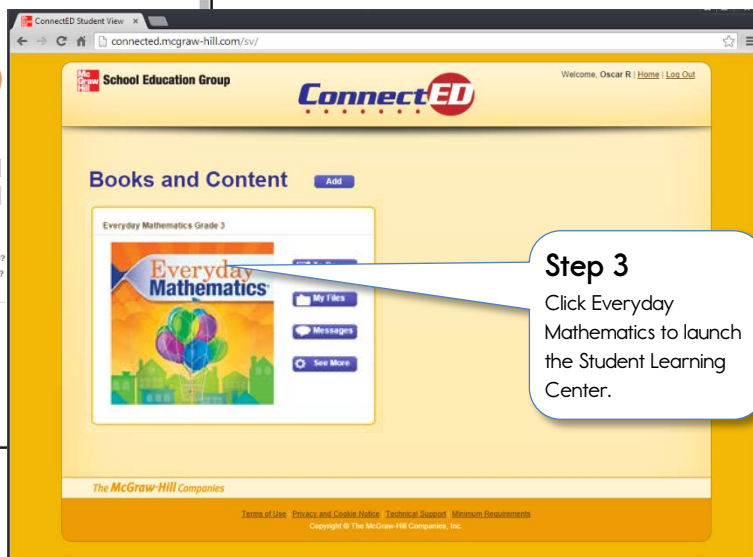 ConnectED Student View
connected.mcgraw-hill.com/sv/
Mc Graw Hill School Education Group
ConnectED
Welcome, Oscar R | Home | Log Out
Books and Content
Add
Everyday Mathematics Grade 3
Everyday
Mathematics
My Files
Messages
See More
Step 3
Click Everyday
Mathematics to launch
the Student Learning
Center.
The McGraw-Hill Companies
Terms of Use Privacy and Cookie Notice Technical Support Minimum Requirements
Copyright © The McGraw-Hill Companies, Inc.